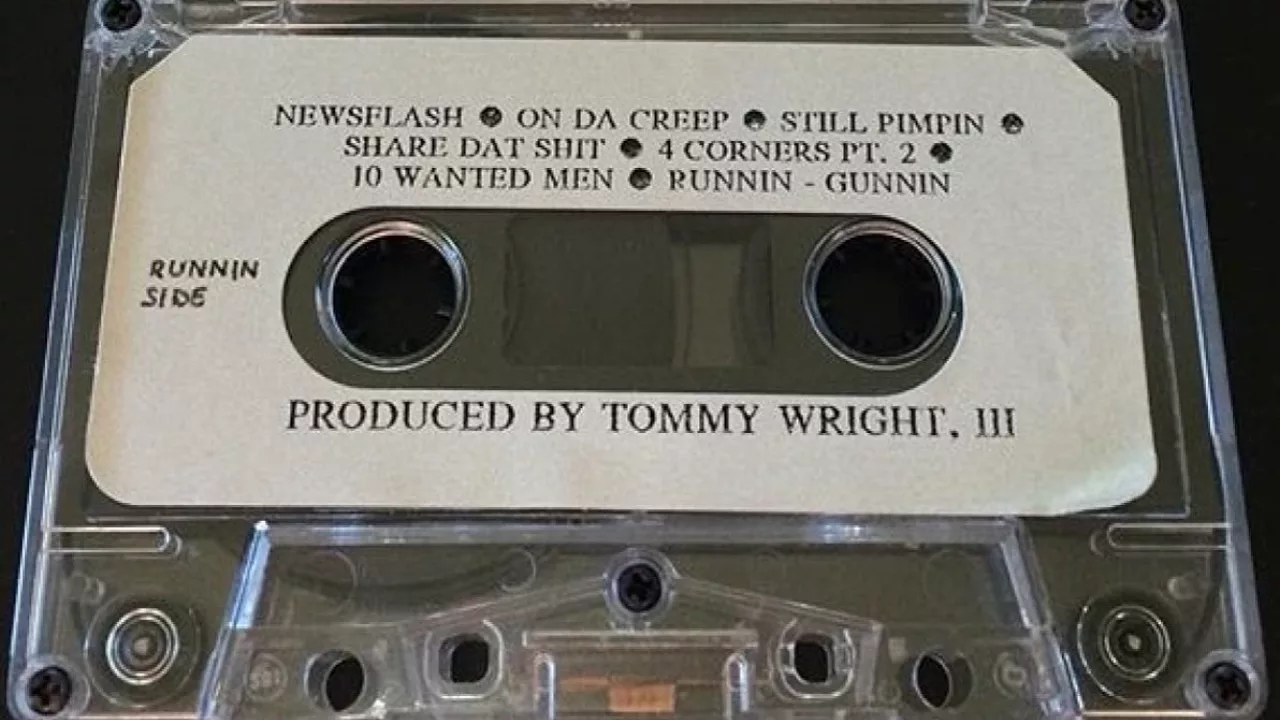 NEWSFLASH ● ON DA CREEP ● STILL PIMPIN ●
SHARE DAT SHIT ● 4 CORNERS PT. 2 ●
10 WANTED MEN ● RUNNIN - GUNNIN
RUNNIN
SIDE
PRODUCED BY TOMMY WRIGHT, III